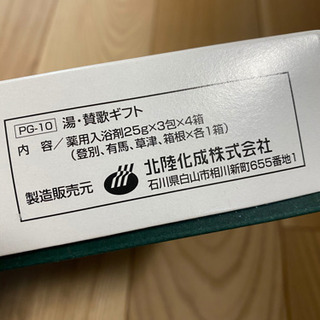 PG-10 湯・賛歌ギフト
内容/薬用入浴剤25g×3包×4箱
(登別、有馬、草津、箱根×各1箱)
製造販売元 北陸化成株式会社
石川県白山市相川新町655番地1